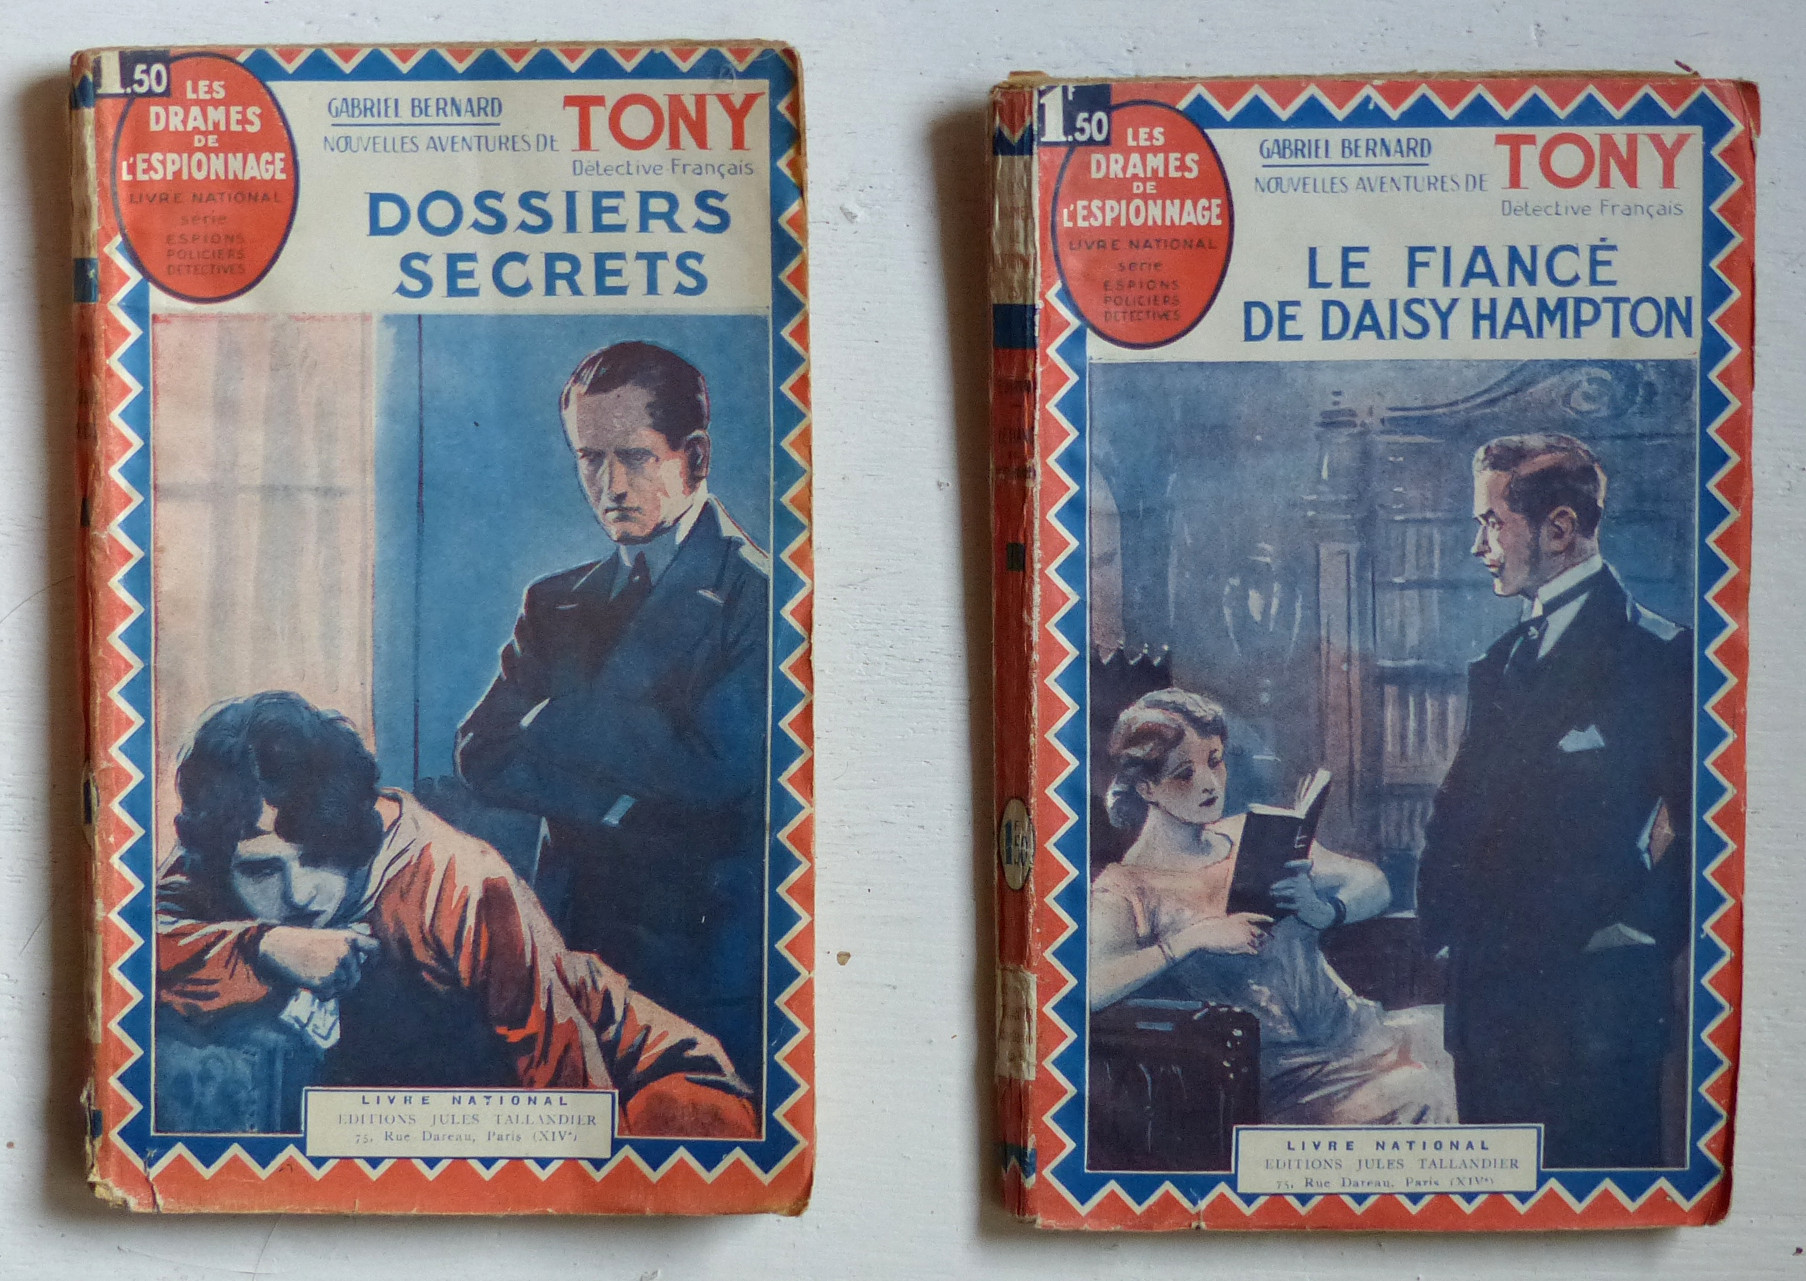 1.50
LES
DRAMES
DE
L'ESPIONNAGE
LIVRE NATIONAL
série
ESPIONS
POLICIERS
DÉTECTIVES
GABRIEL BERNARD
NOUVELLES AVENTURES DE
TONY
Détective Français
DOSSIERS
SECRETS
LIVRE NATIONAL
EDITIONS JULES TALLANDIER
75, Rue Dareau, Paris (XIVe)
1F.50
LES
DRAMES
DE
L'ESPIONNAGE
LIVRE NATIONAL
série
ESPIONS
POLICIERS
DÉTECTIVES
GABRIEL BERNARD
NOUVELLES AVENTURES DE
TONY
Détective Français
LE FIANCÉ
DE DAISY HAMPTON
LIVRE NATIONAL
EDITIONS JULES TALLANDIER
75, Rue Dareau, Paris (XIVe)